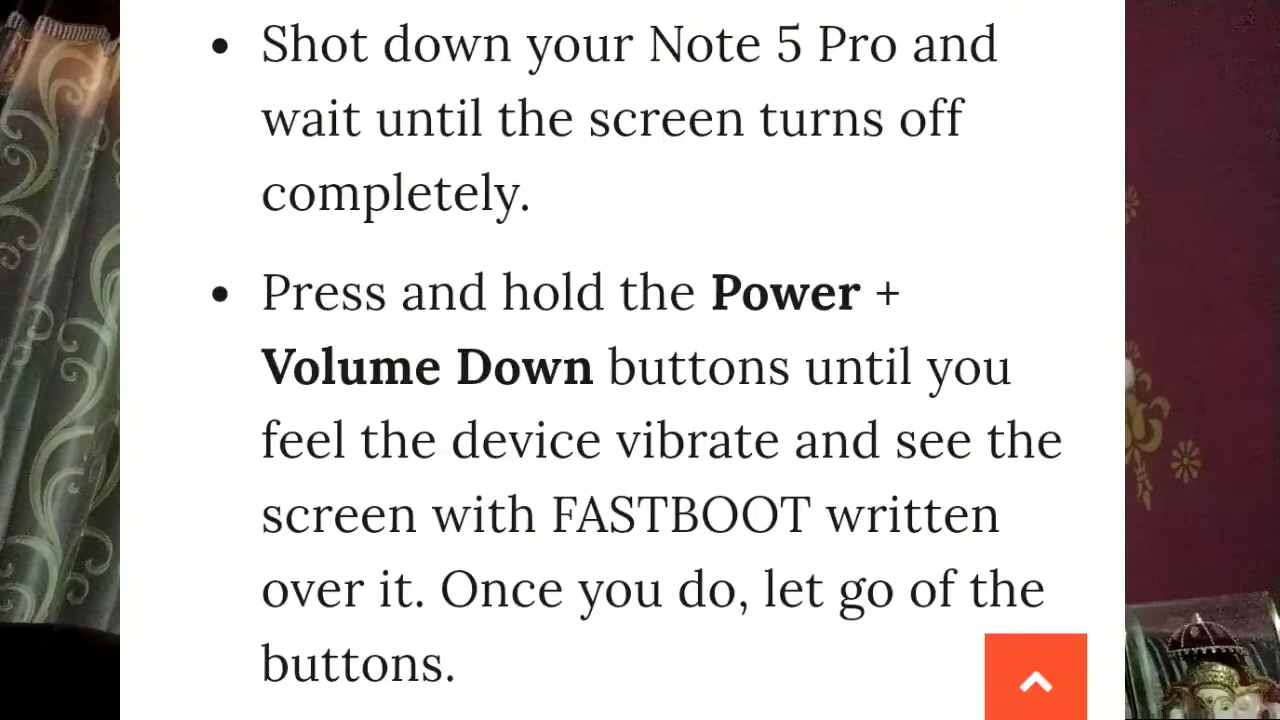 Shot down your Note 5 Pro and
wait until the screen turns off
completely.
Press and hold the Power +
Volume Down buttons until you
feel the device vibrate and see the
screen with FASTBOOT written
over it. Once you do, let go of the
buttons.